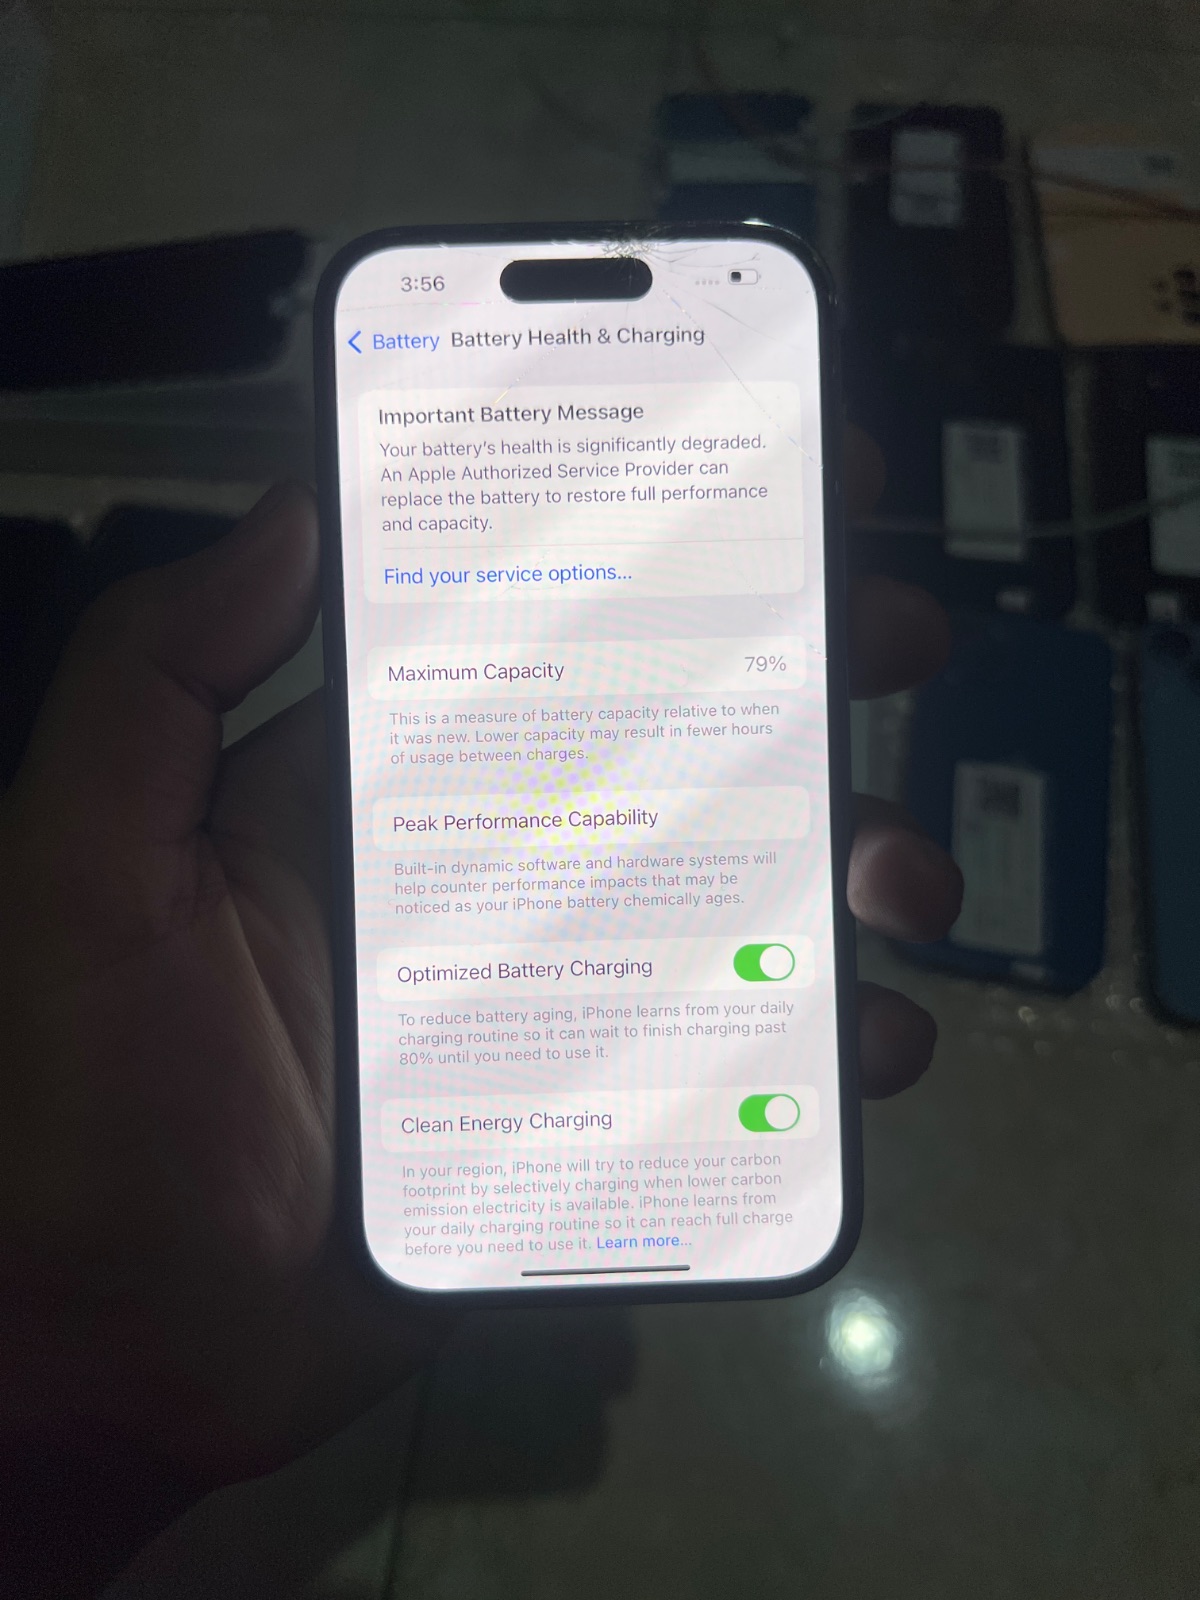 3:56
Battery Battery Health & Charging
Important Battery Message
Your battery's health is significantly degraded.
An Apple Authorized Service Provider can
replace the battery to restore full performance
and capacity.
Find your service options...
Maximum Capacity 79%
This is a measure of battery capacity relative to when
it was new. Lower capacity may result in fewer hours
of usage between charges.
Peak Performance Capability
Built-in dynamic software and hardware systems will
help counter performance impacts that may be
noticed as your iPhone battery chemically ages.
Optimized Battery Charging
To reduce battery aging, iPhone learns from your daily
charging routine so it can wait to finish charging past
80% until you need to use it.
Clean Energy Charging
In your region, iPhone will try to reduce your carbon
footprint by selectively charging when lower carbon
emission electricity is available. iPhone learns from
your daily charging routine so it can reach full charge
before you need to use it. Learn more...